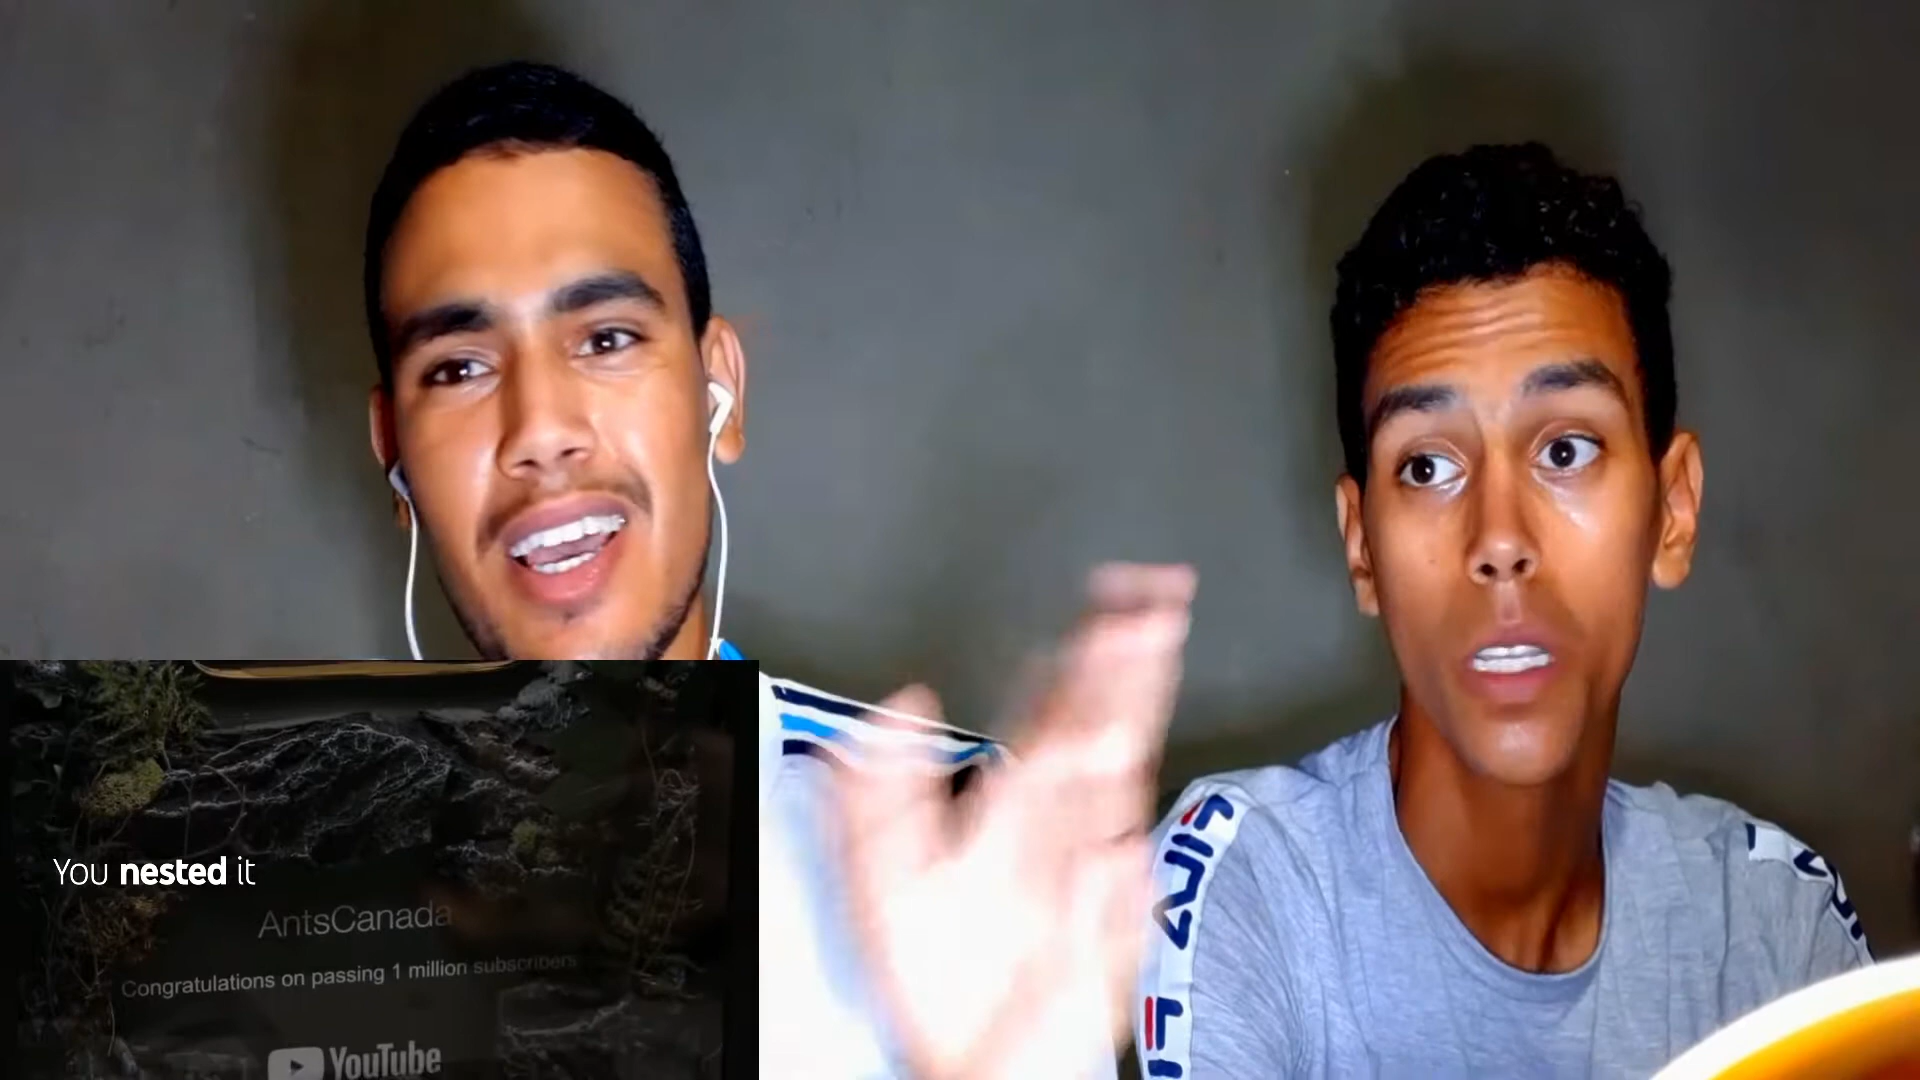 You nested it
AntsCanada
Congratulations on passing 1 million subscribers
YouTube
FILA